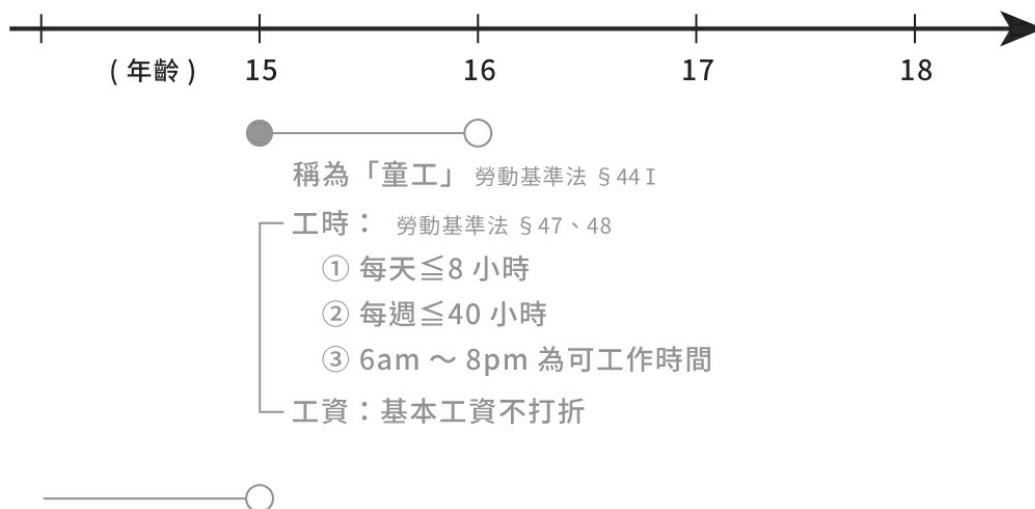 (年齡) 15 16 17 18
稱為「童工」 勞動基準法 §44 I
工時： 勞動基準法 §47、48
① 每天≦8 小時
② 每週≦40 小時
③ 6am ～ 8pm 為可工作時間
工資：基本工資不打折